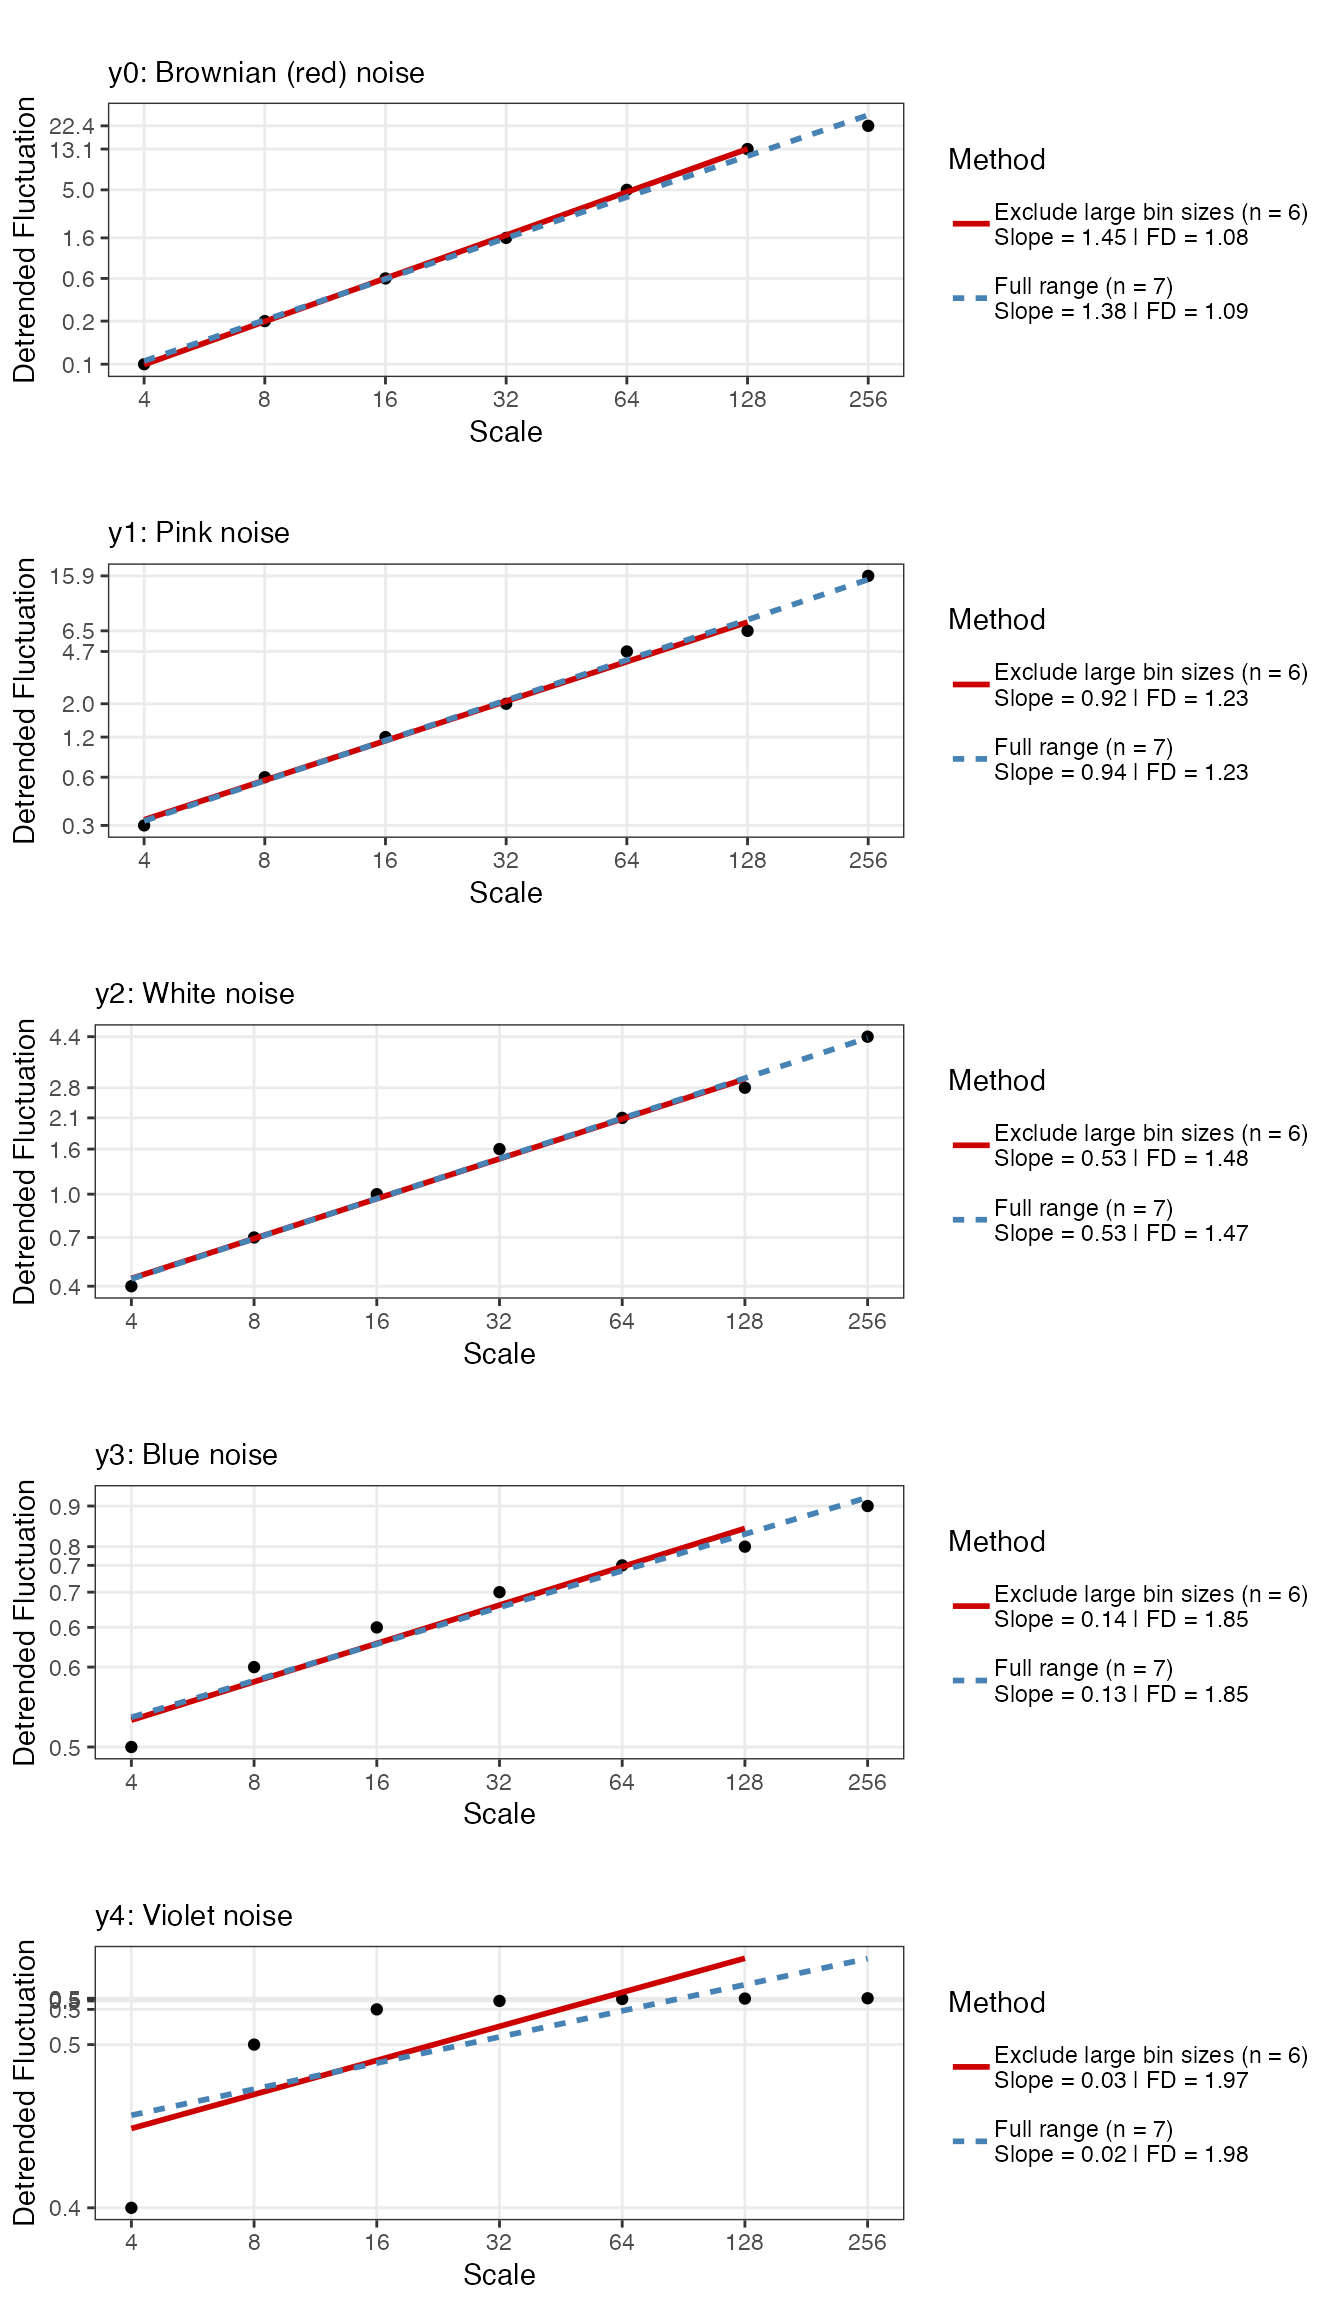 y0: Brownian (red) noise
Detrended Fluctuation
22.4
13.1
5.0
1.6
0.6
0.2
0.1
4 8 16 32 64 128 256
Scale
Method
Exclude large bin sizes (n = 6)
Slope = 1.45 | FD = 1.08
Full range (n = 7)
Slope = 1.38 | FD = 1.09
y1: Pink noise
Detrended Fluctuation
15.9
6.5
4.7
2.0
1.2
0.6
0.3
4 8 16 32 64 128 256
Scale
Method
Exclude large bin sizes (n = 6)
Slope = 0.92 | FD = 1.23
Full range (n = 7)
Slope = 0.94 | FD = 1.23
y2: White noise
Detrended Fluctuation
4.4
2.8
2.1
1.6
1.0
0.7
0.4
4 8 16 32 64 128 256
Scale
Method
Exclude large bin sizes (n = 6)
Slope = 0.53 | FD = 1.48
Full range (n = 7)
Slope = 0.53 | FD = 1.47
y3: Blue noise
Detrended Fluctuation
0.9
0.8
0.7
0.7
0.6
0.6
0.5
4 8 16 32 64 128 256
Scale
Method
Exclude large bin sizes (n = 6)
Slope = 0.14 | FD = 1.85
Full range (n = 7)
Slope = 0.13 | FD = 1.85
y4: Violet noise
Detrended Fluctuation
0.5
0.5
0.4
4 8 16 32 64 128 256
Scale
Method
Exclude large bin sizes (n = 6)
Slope = 0.03 | FD = 1.97
Full range (n = 7)
Slope = 0.02 | FD = 1.98